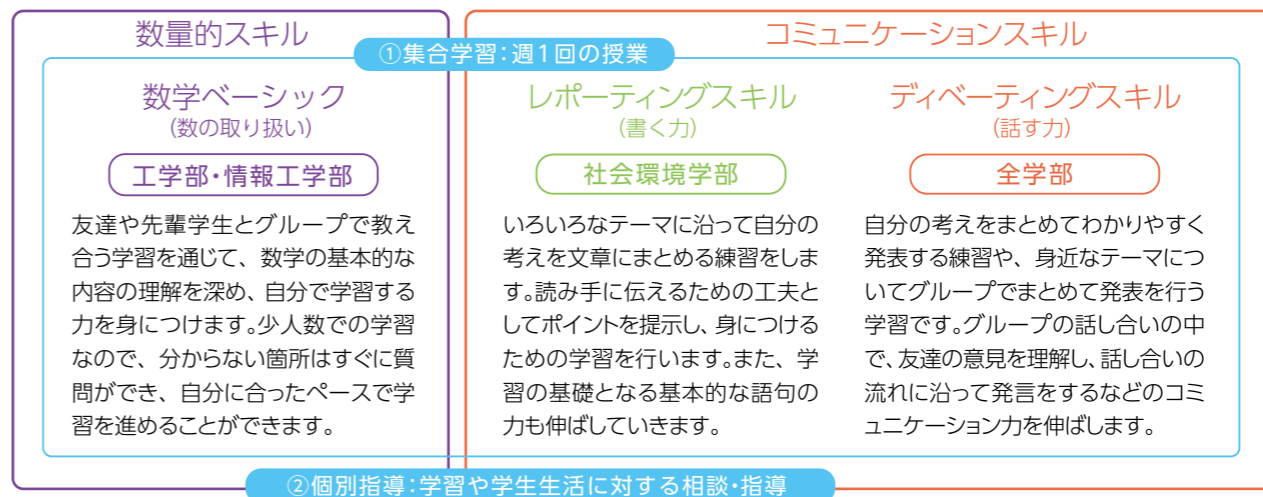 数量的スキル
コミュニケーションスキル
①集合学習：週1回の授業
数学ベーシック
(数の取り扱い)
工学部・情報工学部
友達や先輩学生とグループで教え
合う学習を通じて、数学の基本的な
内容の理解を深め、自分で学習する
力を身につけます。少人数での学習
なので、分からない箇所はすぐに質
問ができ、自分に合ったペースで学
習を進めることができます。
レポーティングスキル
(書く力)
社会環境学部
いろいろなテーマに沿って自分の
考えを文章にまとめる練習をしま
す。読み手に伝えるための工夫と
してポイントを提示し、身につける
ための学習を行います。また、学
習の基礎となる基本的な語句の
力も伸ばしていきます。
ディベーティングスキル
(話す力)
全学部
自分の考えをまとめてわかりやすく
発表する練習や、身近なテーマにつ
いてグループでまとめて発表を行う
学習です。グループの話し合いの中
で、友達の意見を理解し、話し合いの
流れに沿って発言をするなどのコミ
ュニケーション力を伸ばします。
②個別指導：学習や学生生活に対する相談・指導